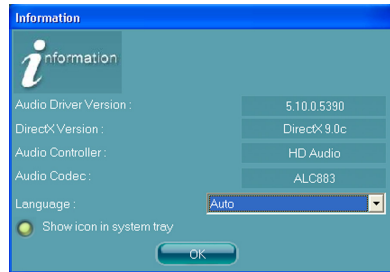 Information
information
Audio Driver Version : 5.10.0.5390
DirectX Version : DirectX 9.0c
Audio Controller : HD Audio
Audio Codec : ALC883
Language : Auto
Show icon in system tray
OK